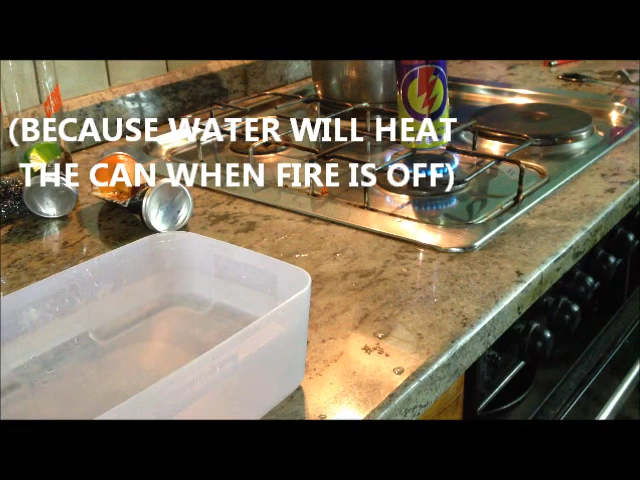 (BECAUSE WATER WILL HEAT
THE CAN WHEN FIRE IS OFF)